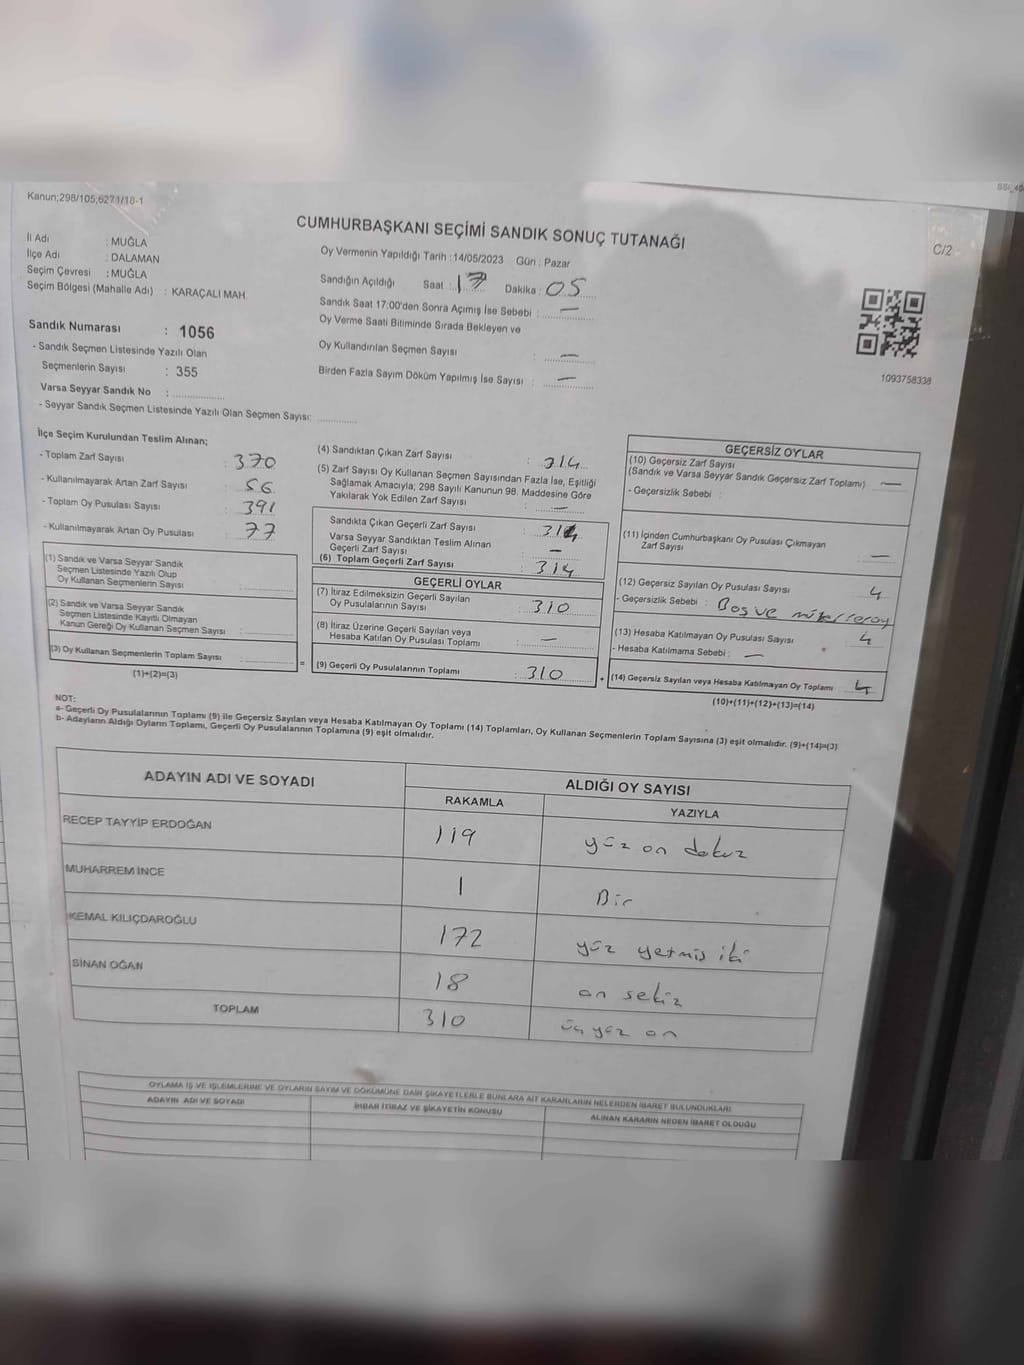 Kanun;298/105;6271/18-1
CUMHURBAŞKANI SEÇİMİ SANDIK SONUÇ TUTANAĞI
C/2
İl Adı : MUĞLA
İlçe Adı : DALAMAN
Seçim Çevresi : MUĞLA
Seçim Bölgesi (Mahalle Adı) : KARAÇALI MAH.
Oy Vermenin Yapıldığı Tarih :14/05/2023 Gün : Pazar
Sandığın Açıldığı Saat : 17 Dakika : 05
Sandık Saat 17:00'den Sonra Açımış İse Sebebi : —
Oy Verme Saati Bitiminde Sırada Bekleyen ve
Oy Kullandırılan Seçmen Sayısı : —
Birden Fazla Sayım Döküm Yapılmış İse Sayısı : —
1093758338
Sandık Numarası : 1056
- Sandık Seçmen Listesinde Yazılı Olan
Seçmenlerin Sayısı : 355
Varsa Seyyar Sandık No :
- Seyyar Sandık Seçmen Listesinde Yazılı Olan Seçmen Sayısı:
İlçe Seçim Kurulundan Teslim Alınan;
- Toplam Zarf Sayısı : 370
- Kullanılmayarak Artan Zarf Sayısı : 56
- Toplam Oy Pusulası Sayısı : 391
- Kullanılmayarak Artan Oy Pusulası : 77
(1) Sandık ve Varsa Seyyar Sandık
Seçmen Listesinde Yazılı Olup
Oy Kullanan Seçmenlerin Sayısı :
(2) Sandık ve Varsa Seyyar Sandık
Seçmen Listesinde Kayıtlı Olmayan
Kanun Gereği Oy Kullanan Seçmen Sayısı :
(3) Oy Kullanan Seçmenlerin Toplam Sayısı :
(1)+(2)=(3)
=
(4) Sandıktan Çıkan Zarf Sayısı : 314
(5) Zarf Sayısı Oy Kullanan Seçmen Sayısından Fazla İse, Eşitliği
Sağlamak Amacıyla; 298 Sayılı Kanunun 98. Maddesine Göre
Yakılarak Yok Edilen Zarf Sayısı : —
Sandıkta Çıkan Geçerli Zarf Sayısı : 314
Varsa Seyyar Sandıktan Teslim Alınan
Geçerli Zarf Sayısı : —
(6) Toplam Geçerli Zarf Sayısı : 314
GEÇERLİ OYLAR
(7) İtiraz Edilmeksizin Geçerli Sayılan
Oy Pusulalarının Sayısı : 310
(8) İtiraz Üzerine Geçerli Sayılan veya
Hesaba Katılan Oy Pusulası Toplamı : —
(9) Geçerli Oy Pusulalarının Toplamı : 310
+
GEÇERSİZ OYLAR
(10) Geçersiz Zarf Sayısı
(Sandık ve Varsa Seyyar Sandık Geçersiz Zarf Toplamı) : —
- Geçersizlik Sebebi :
(11) İçinden Cumhurbaşkanı Oy Pusulası Çıkmayan
Zarf Sayısı : —
(12) Geçersiz Sayılan Oy Pusulası Sayısı : 4
- Geçersizlik Sebebi : Boş ve
(13) Hesaba Katılmayan Oy Pusulası Sayısı : 4
- Hesaba Katılmama Sebebi : —
(14) Geçersiz Sayılan veya Hesaba Katılmayan Oy Toplamı : 4
(10)+(11)+(12)+(13)=(14)
NOT:
a- Geçerli Oy Pusulalarının Toplamı (9) ile Geçersiz Sayılan veya Hesaba Katılmayan Oy Toplamı (14) Toplamları, Oy Kullanan Seçmenlerin Toplam Sayısına (3) eşit olmalıdır. (9)+(14)=(3)
b- Adayların Aldığı Oyların Toplamı, Geçerli Oy Pusulalarının Toplamına (9) eşit olmalıdır.
ADAYIN ADI VE SOYADI ALDIĞI OY SAYISI
RAKAMLA YAZIYLA
RECEP TAYYİP ERDOĞAN 119 yüz on dokuz
MUHARREM İNCE 1 Bir
KEMAL KILIÇDAROĞLU 172 yüz yetmiş iki
SİNAN OĞAN 18 on sekiz
TOPLAM 310 üç yüz on
OYLAMA İŞ VE İŞLEMLERİNE VE OYLARIN SAYIM VE DÖKÜMÜNE DAİR ŞİKAYETLERLE BUNLARA AİT KARARLARIN NELERDEN İBARET BULUNDUKLARI
ADAYIN ADI VE SOYADI İHBAR İTİRAZ VE ŞİKAYETİN KONUSU ALINAN KARARIN NEDEN İBARET OLDUĞU